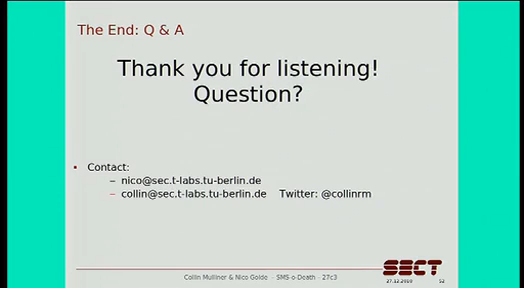 The End: Q & A
Thank you for listening!
Question?
Contact:
– nico@sec.t-labs.tu-berlin.de
– collin@sec.t-labs.tu-berlin.de Twitter: @collinrm
Collin Mulliner & Nico Golde - SMS-o-Death - 27c3
SECT
27.12.2010 52